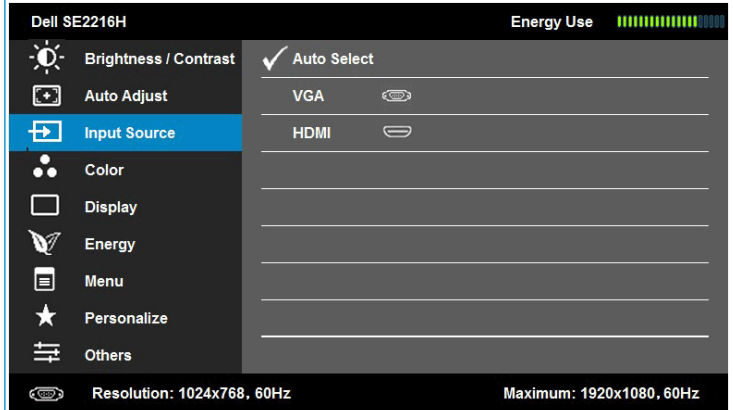 Dell SE2216H Energy Use
Brightness / Contrast Auto Select
Auto Adjust VGA
Input Source HDMI
Color
Display
Energy
Menu
Personalize
Others
Resolution: 1024x768, 60Hz Maximum: 1920x1080, 60Hz